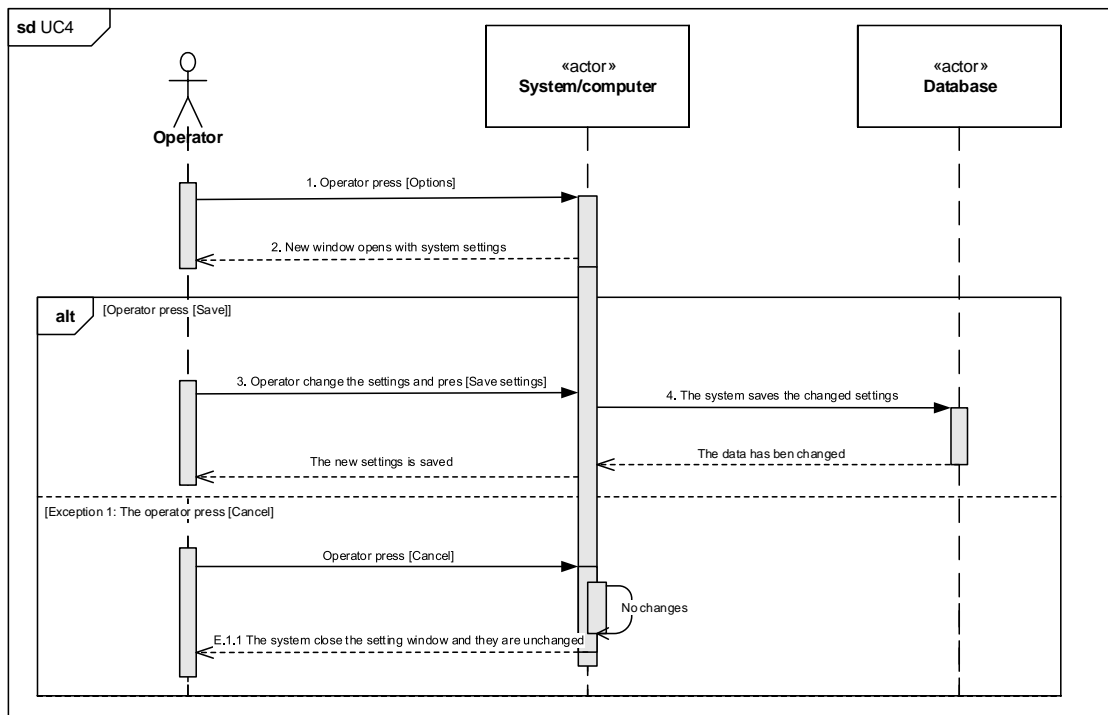 sd UC4
«actor»
System/computer
«actor»
Database
Operator
1. Operator press [Options]
2. New window opens with system settings
alt
[Operator press [Save]]
3. Operator change the settings and pres [Save settings]
4. The system saves the changed settings
The data has ben changed
The new settings is saved
[Exception 1: The operator press [Cancel]
Operator press [Cancel]
No changes
E.1.1 The system close the setting window and they are unchanged